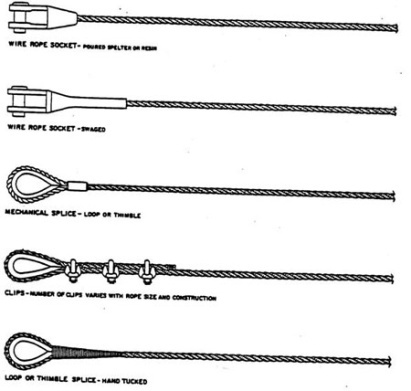 WIRE ROPE SOCKET - POURED SPELTER OR RESIN
WIRE ROPE SOCKET - SWAGED
MECHANICAL SPLICE - LOOP OR THIMBLE
CLIPS - NUMBER OF CLIPS VARIES WITH ROPE SIZE AND CONSTRUCTION
LOOP OR THIMBLE SPLICE - HAND TUCKED